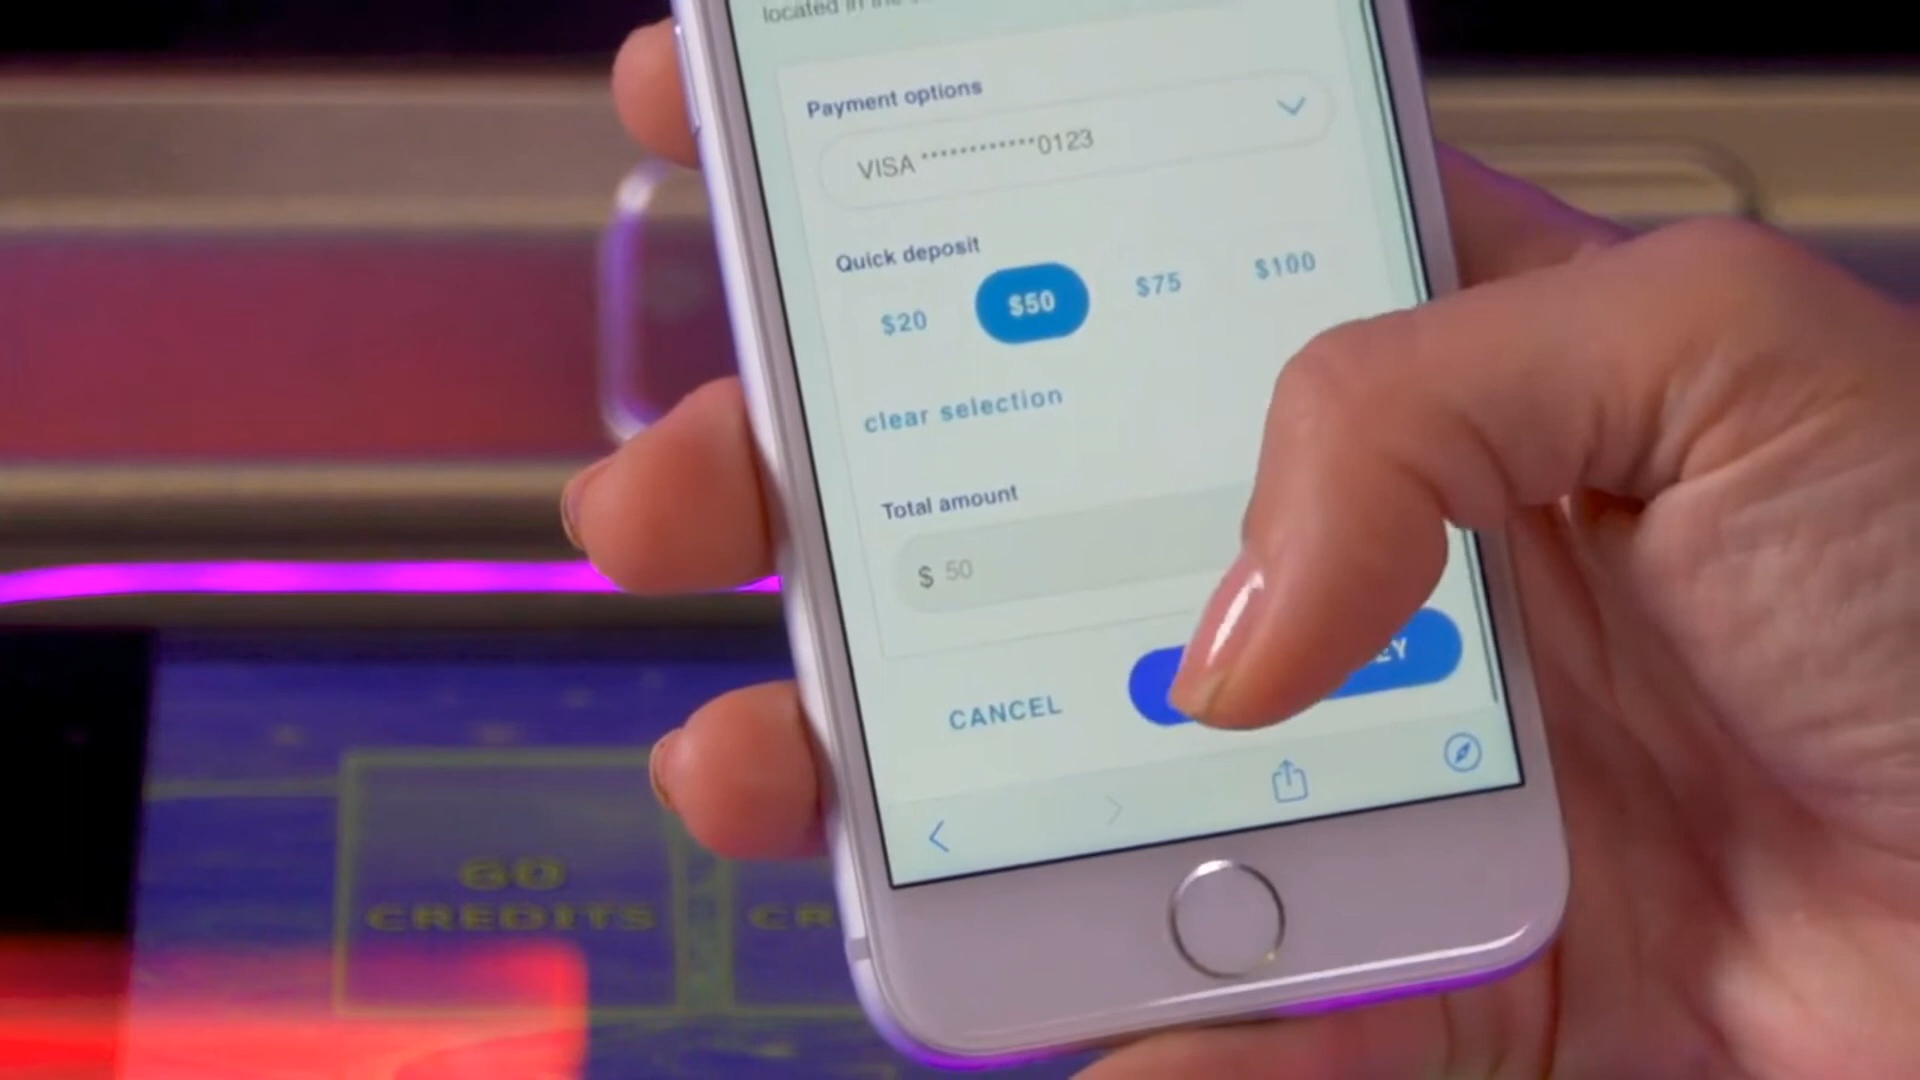 located in the
Payment options
VISA ************0123
Quick deposit
$20 $50 $75 $100
clear selection
Total amount
$ 50
CANCEL
60
CREDITS